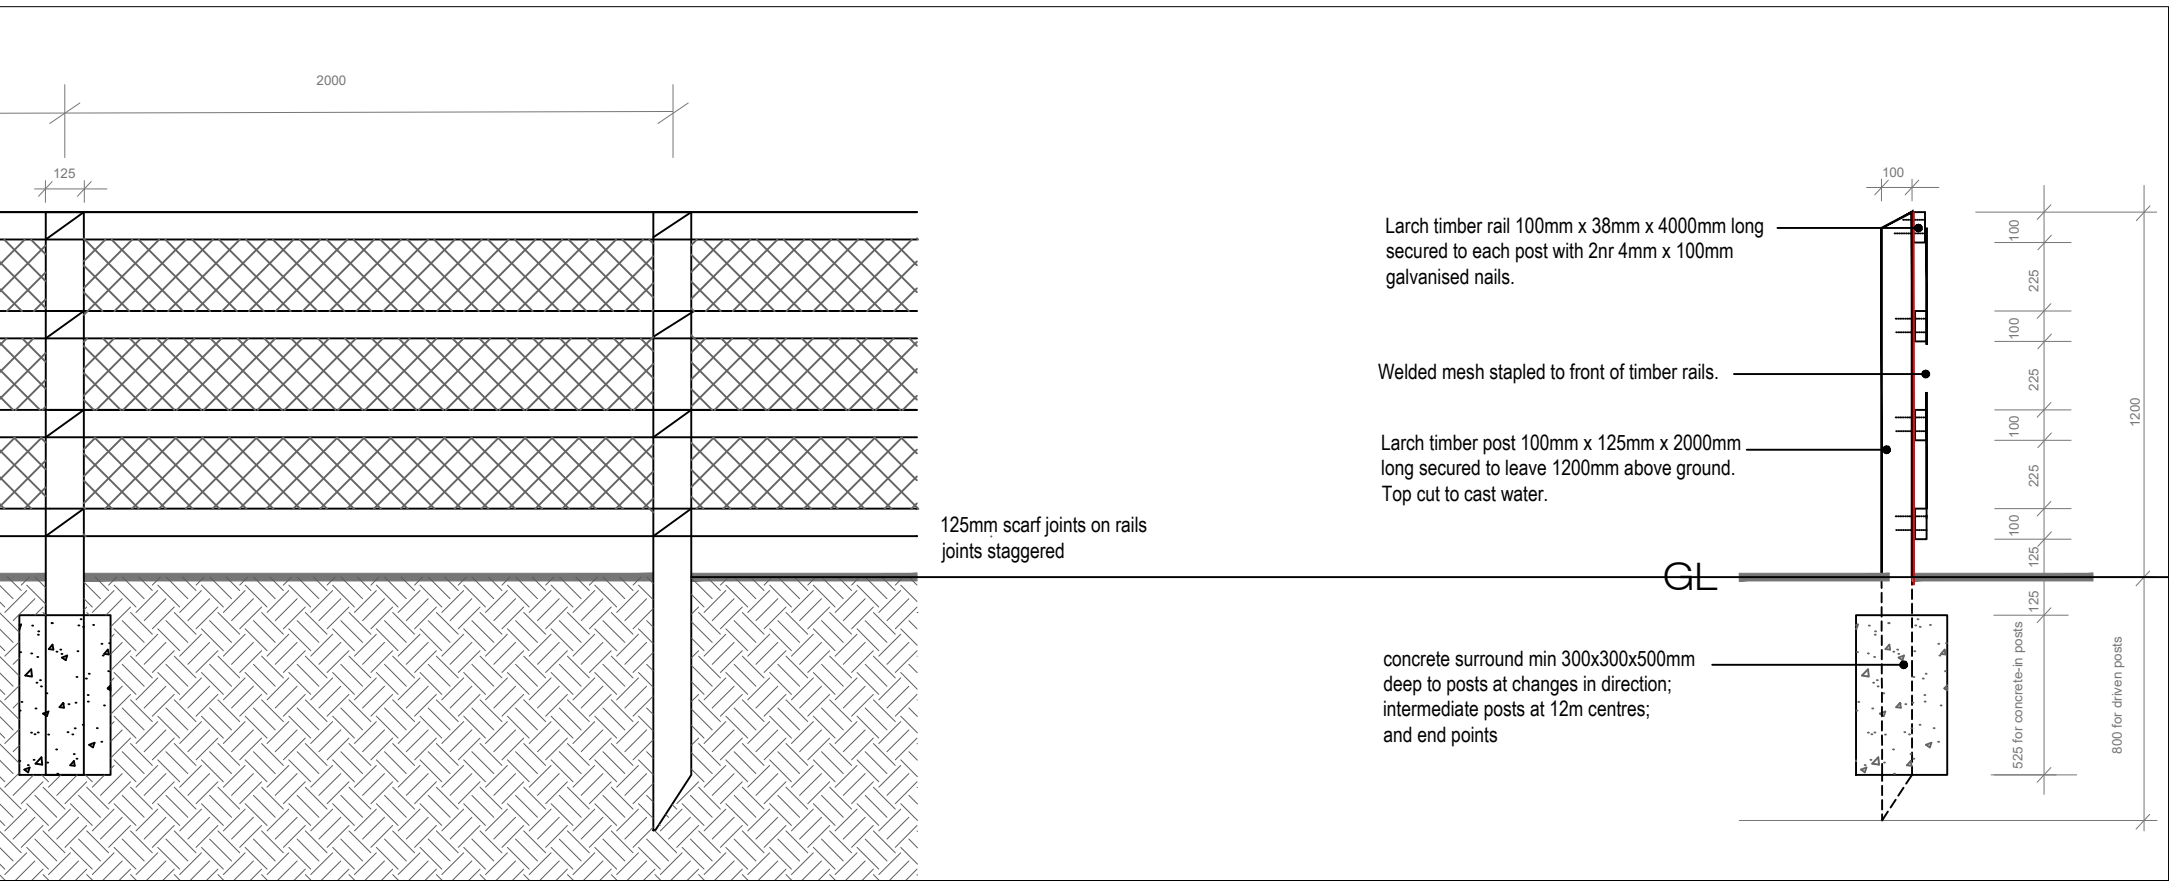 2000
125
125mm scarf joints on rails
joints staggered
Larch timber rail 100mm x 38mm x 4000mm long
secured to each post with 2nr 4mm x 100mm
galvanised nails.
Welded mesh stapled to front of timber rails.
Larch timber post 100mm x 125mm x 2000mm
long secured to leave 1200mm above ground.
Top cut to cast water.
GL
concrete surround min 300x300x500mm
deep to posts at changes in direction;
intermediate posts at 12m centres;
and end points
100
100
225
100
225
100
225
100
125
125
525 for concrete-in posts
1200
800 for driven posts